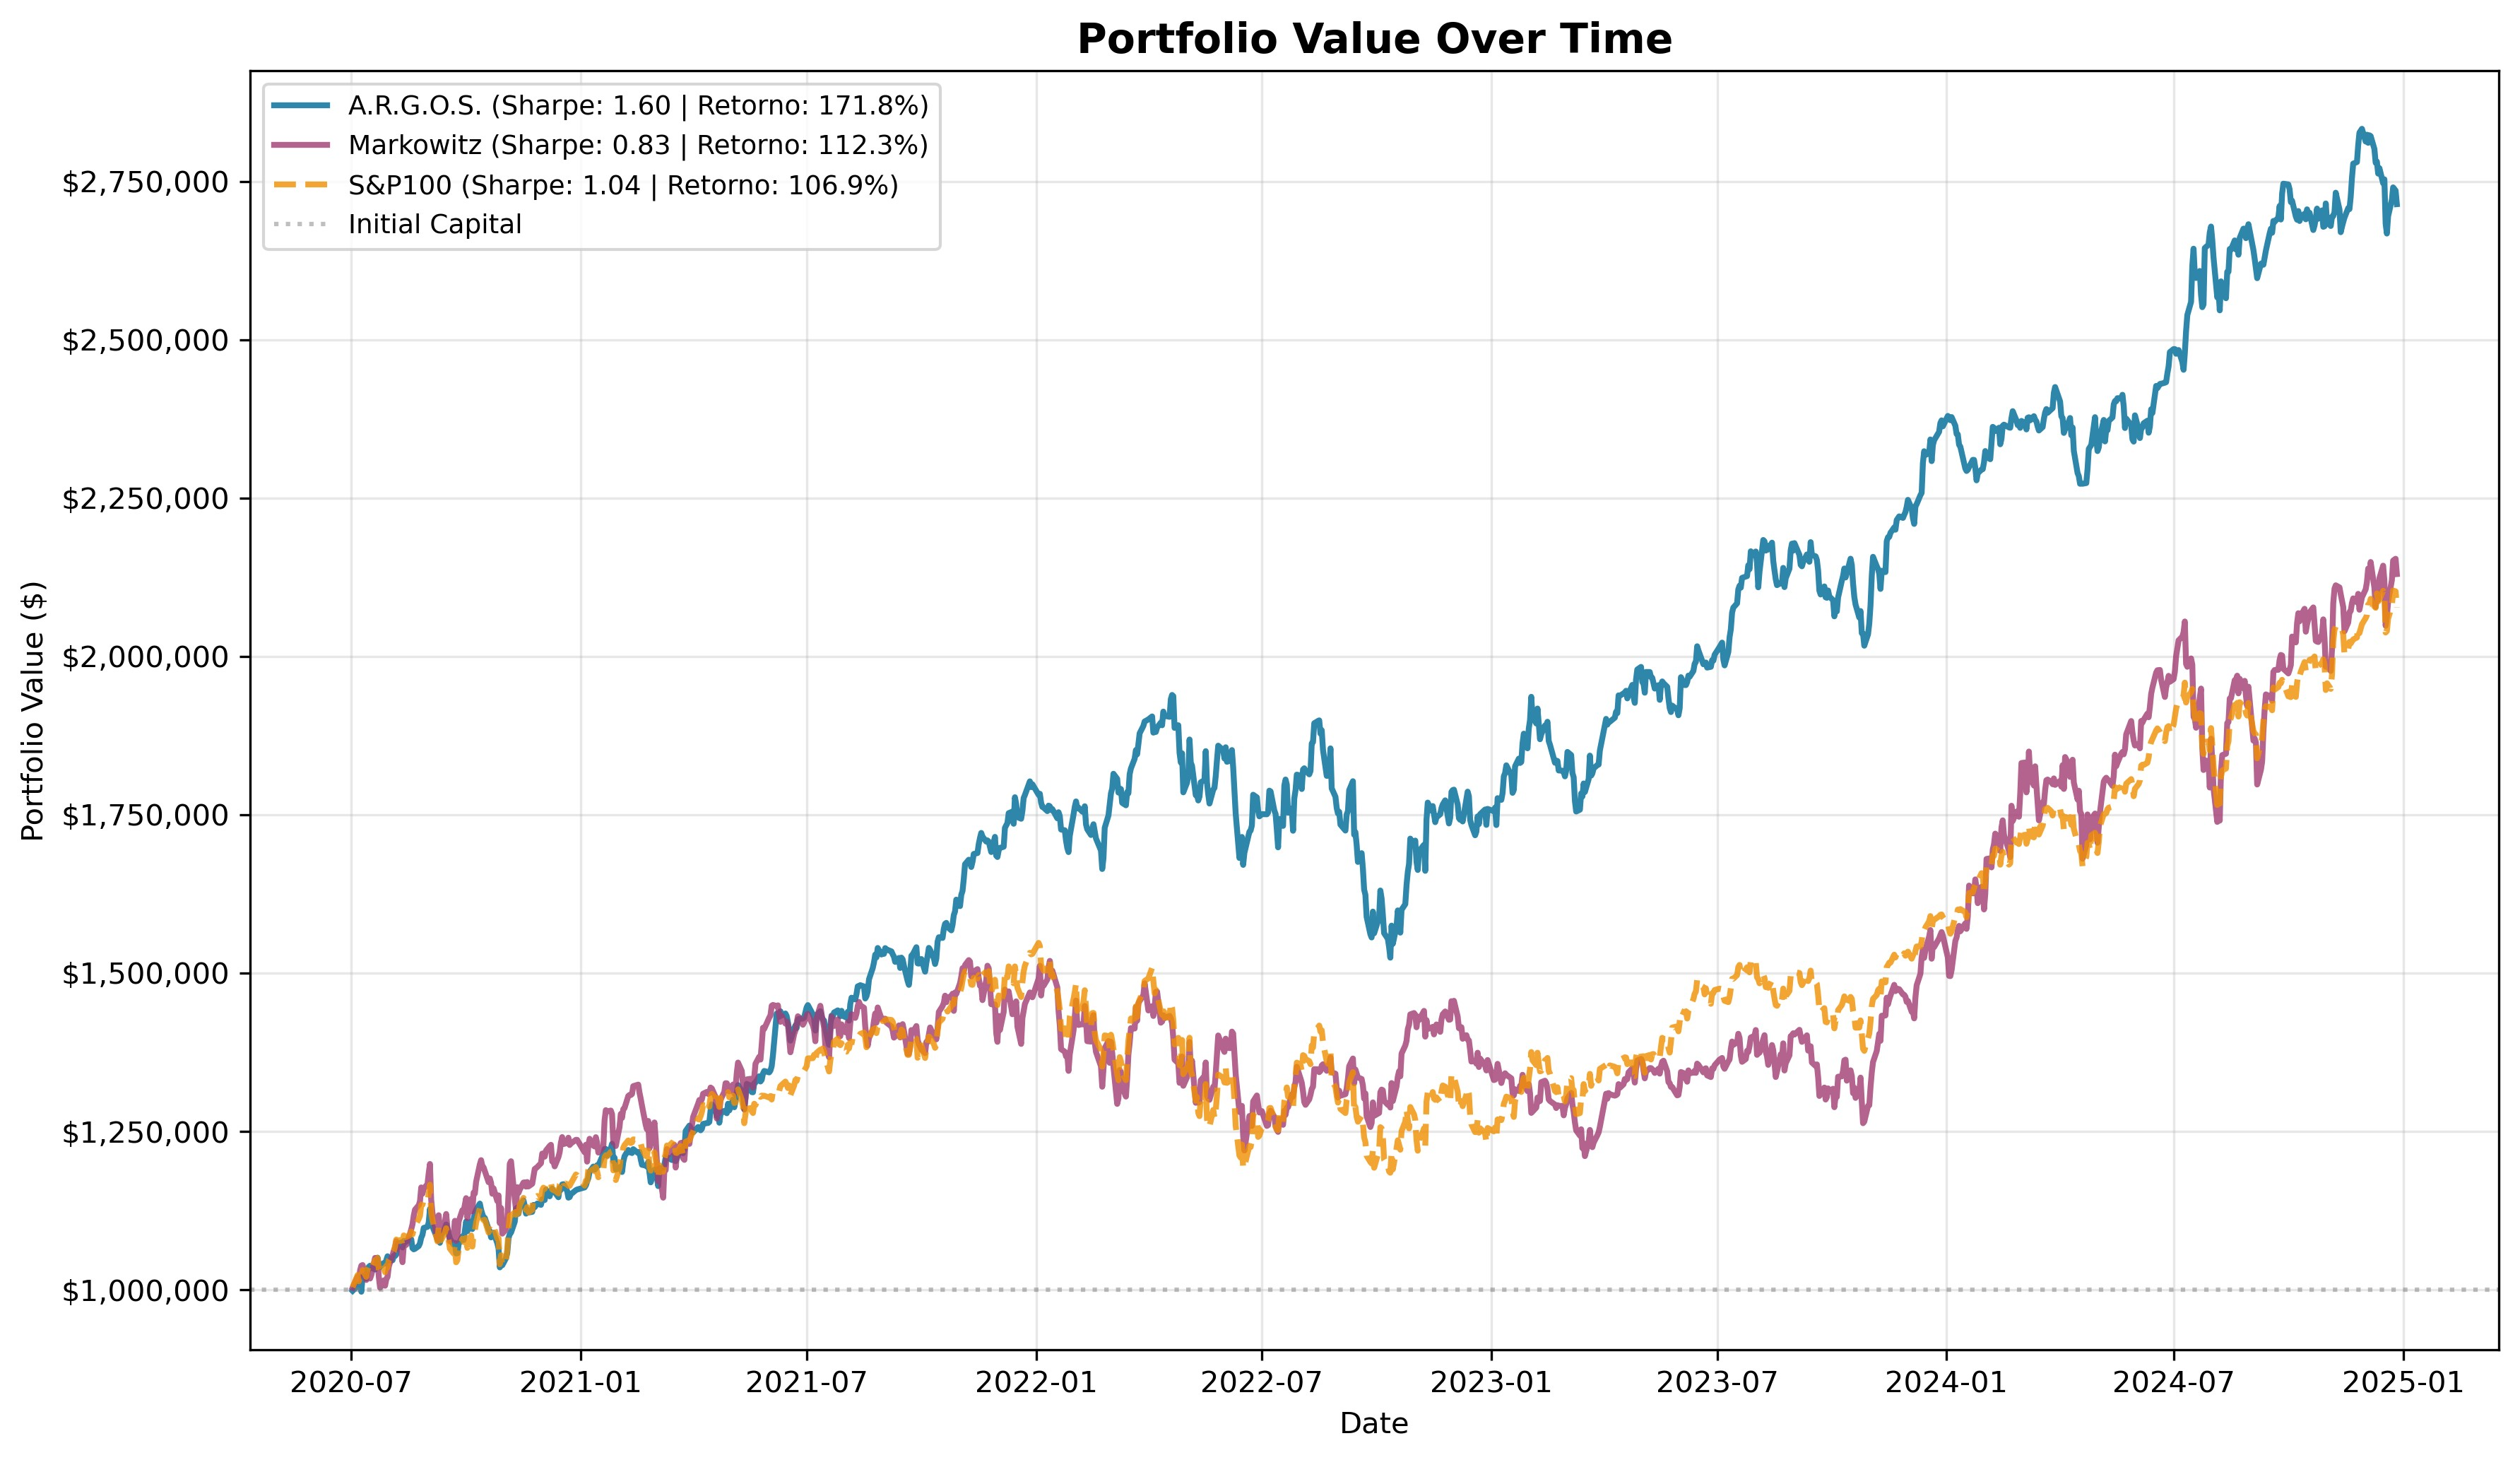 Portfolio Value Over Time
A.R.G.O.S. (Sharpe: 1.60 | Retorno: 171.8%)
Markowitz (Sharpe: 0.83 | Retorno: 112.3%)
S&P100 (Sharpe: 1.04 | Retorno: 106.9%)
Initial Capital
Portfolio Value ($)
$2,750,000
$2,500,000
$2,250,000
$2,000,000
$1,750,000
$1,500,000
$1,250,000
$1,000,000
2020-07 2021-01 2021-07 2022-01 2022-07 2023-01 2023-07 2024-01 2024-07 2025-01
Date